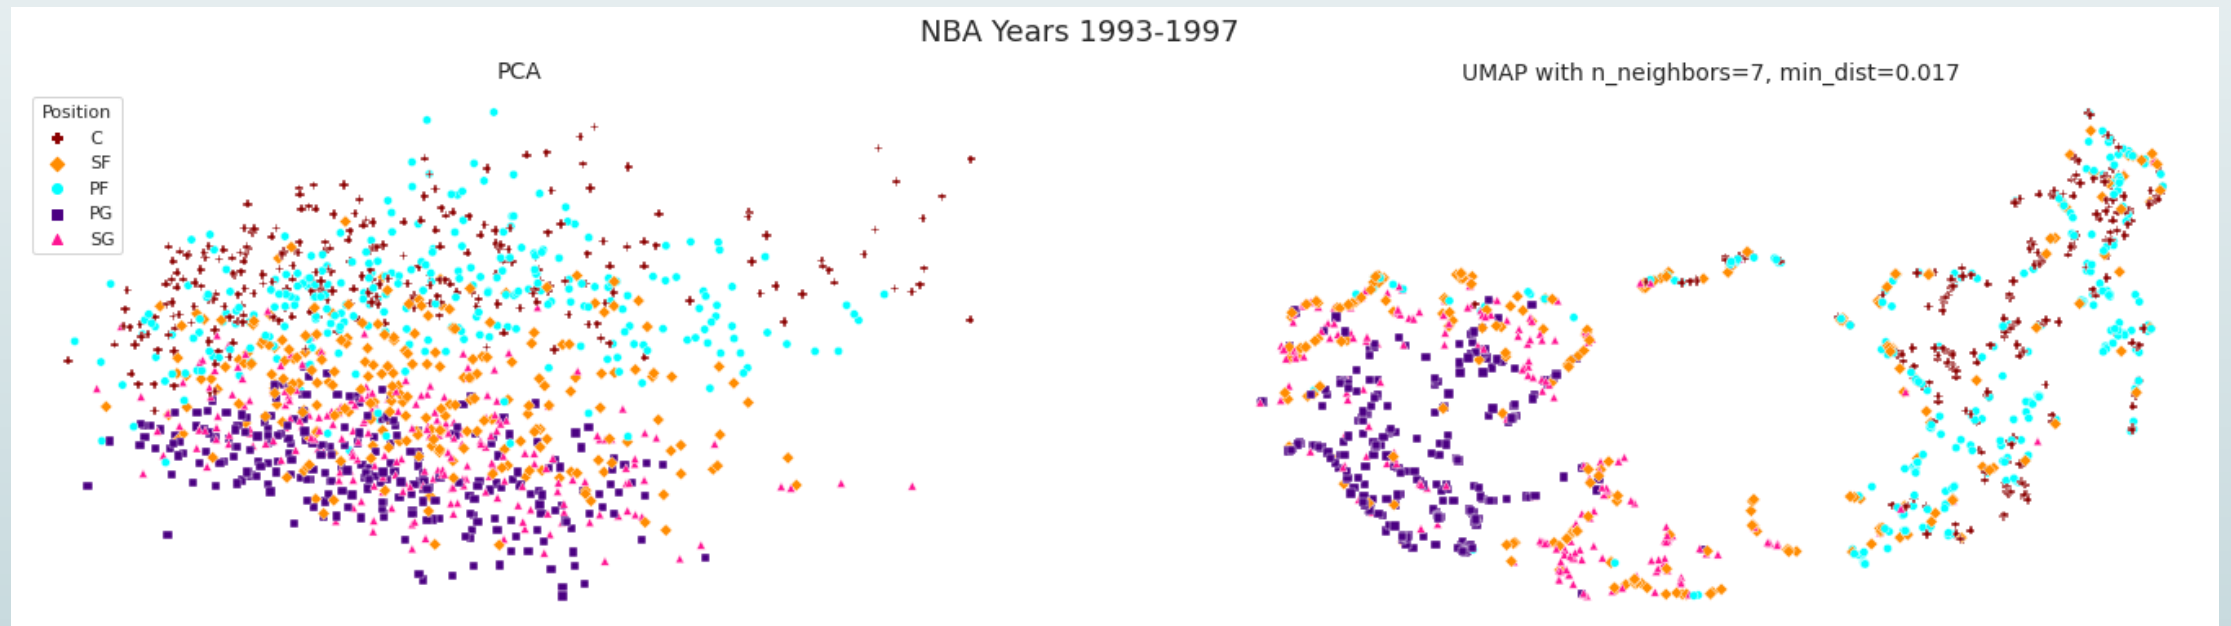 NBA Years 1993-1997
PCA
Position
C
SF
PF
PG
SG
UMAP with n_neighbors=7, min_dist=0.017